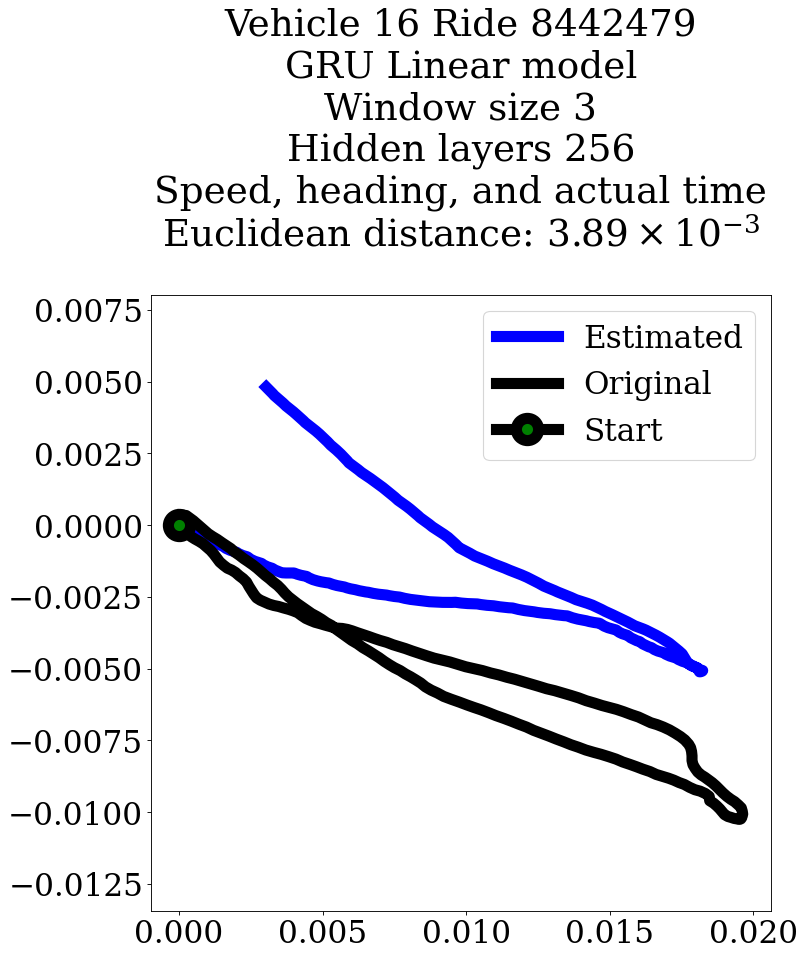 Vehicle 16 Ride 8442479
GRU Linear model
Window size 3
Hidden layers 256
Speed, heading, and actual time
Euclidean distance: 3.89 × 10⁻³
0.0075
0.0050
0.0025
0.0000
−0.0025
−0.0050
−0.0075
−0.0100
−0.0125
Estimated
Original
Start
0.000 0.005 0.010 0.015 0.020